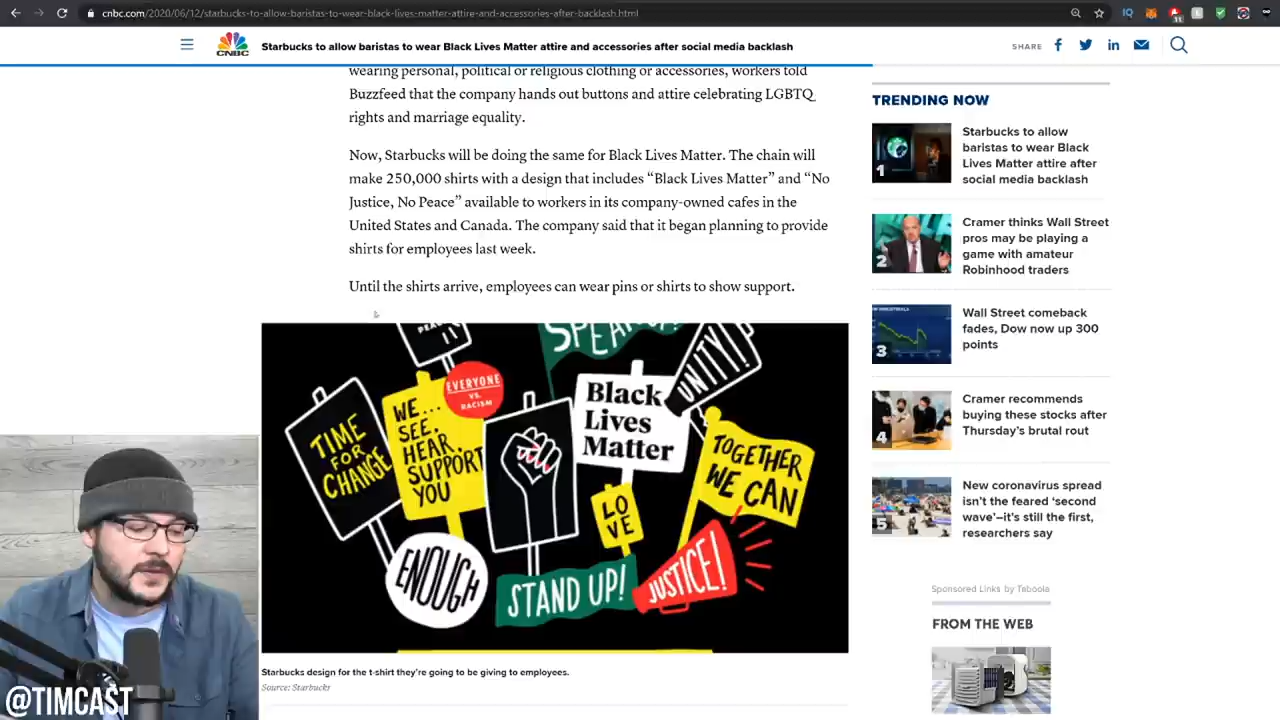 cnbc.com/2020/06/12/starbucks-to-allow-baristas-to-wear-black-lives-matter-attire-and-accessories-after-backlash.html
11
CNBC
Starbucks to allow baristas to wear Black Lives Matter attire and accessories after social media backlash
SHARE
wearing personal, political or religious clothing or accessories, workers told
Buzzfeed that the company hands out buttons and attire celebrating LGBTQ
rights and marriage equality.
Now, Starbucks will be doing the same for Black Lives Matter. The chain will
make 250,000 shirts with a design that includes “Black Lives Matter” and “No
Justice, No Peace” available to workers in its company-owned cafes in the
United States and Canada. The company said that it began planning to provide
shirts for employees last week.
Until the shirts arrive, employees can wear pins or shirts to show support.
SPEAK UP!
UNITY!
EVERYONE
VS.
RACISM
TIME
FOR
CHANGE
WE...
SEE,
HEAR,
SUPPORT
YOU
Black
Lives
Matter
TOGETHER
WE CAN
LO
VE
ENOUGH
STAND UP!
JUSTICE!
Starbucks design for the t-shirt they're going to be giving to employees.
Source: Starbucks
TRENDING NOW
1
Starbucks to allow
baristas to wear Black
Lives Matter attire after
social media backlash
2
Cramer thinks Wall Street
pros may be playing a
game with amateur
Robinhood traders
3
Wall Street comeback
fades, Dow now up 300
points
4
Cramer recommends
buying these stocks after
Thursday's brutal rout
5
New coronavirus spread
isn't the feared ‘second
wave’—it's still the first,
researchers say
Sponsored Links by Taboola
FROM THE WEB
@TIMCAST